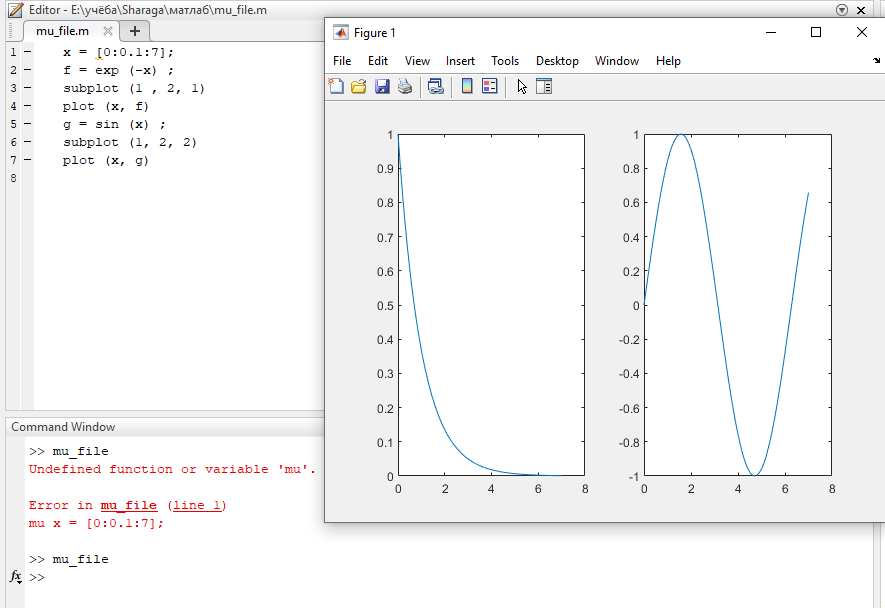 Editor - E:\учёба\Sharaga\матлаб\mu_file.m
mu_file.m
1 – x = [0:0.1:7];
2 – f = exp (-x) ;
3 – subplot (1 , 2, 1)
4 – plot (x, f)
5 – g = sin (x) ;
6 – subplot (1, 2, 2)
7 – plot (x, g)
8
Command Window
>> mu_file
Undefined function or variable 'mu'.
Error in mu_file (line 1)
mu x = [0:0.1:7];
>> mu_file
fx >>
Figure 1
File Edit View Insert Tools Desktop Window Help
1
0.9
0.8
0.7
0.6
0.5
0.4
0.3
0.2
0.1
0
0 2 4 6 8
1
0.8
0.6
0.4
0.2
0
-0.2
-0.4
-0.6
-0.8
-1
0 2 4 6 8